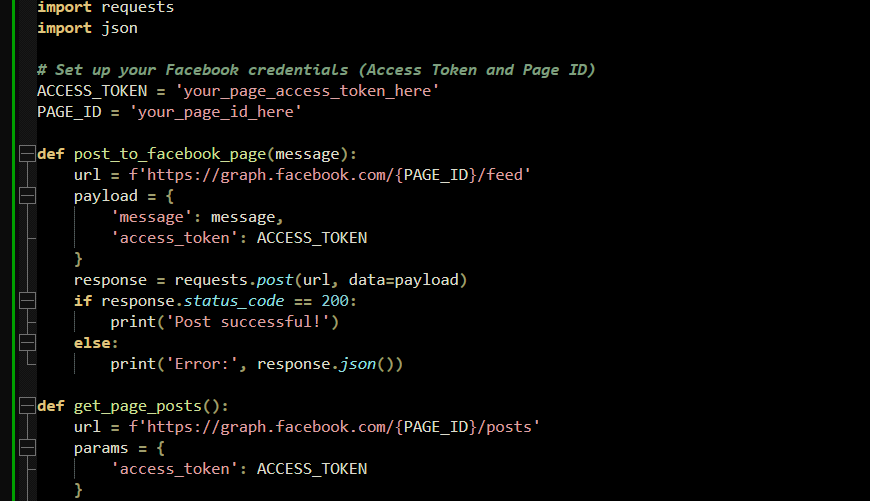 import requests
import json
# Set up your Facebook credentials (Access Token and Page ID)
ACCESS_TOKEN = 'your_page_access_token_here'
PAGE_ID = 'your_page_id_here'
def post_to_facebook_page(message):
    url = f'https://graph.facebook.com/{PAGE_ID}/feed'
    payload = {
        'message': message,
        'access_token': ACCESS_TOKEN
    }
    response = requests.post(url, data=payload)
    if response.status_code == 200:
        print('Post successful!')
    else:
        print('Error:', response.json())
def get_page_posts():
    url = f'https://graph.facebook.com/{PAGE_ID}/posts'
    params = {
        'access_token': ACCESS_TOKEN
    }